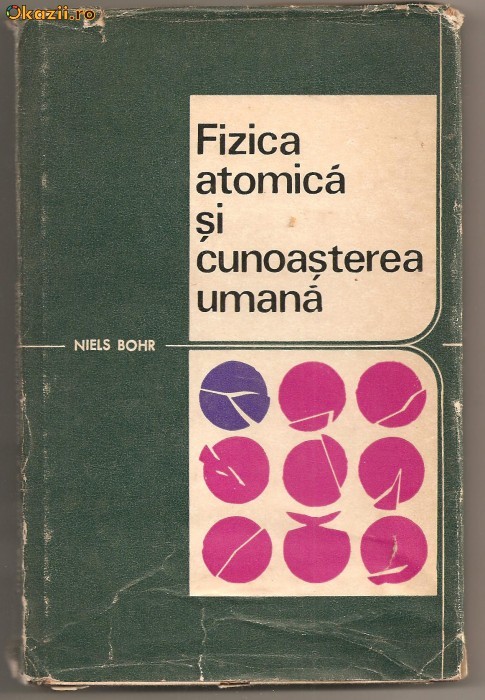 Okazii.ro
Fizica
atomică
și
cunoașterea
umană
NIELS BOHR